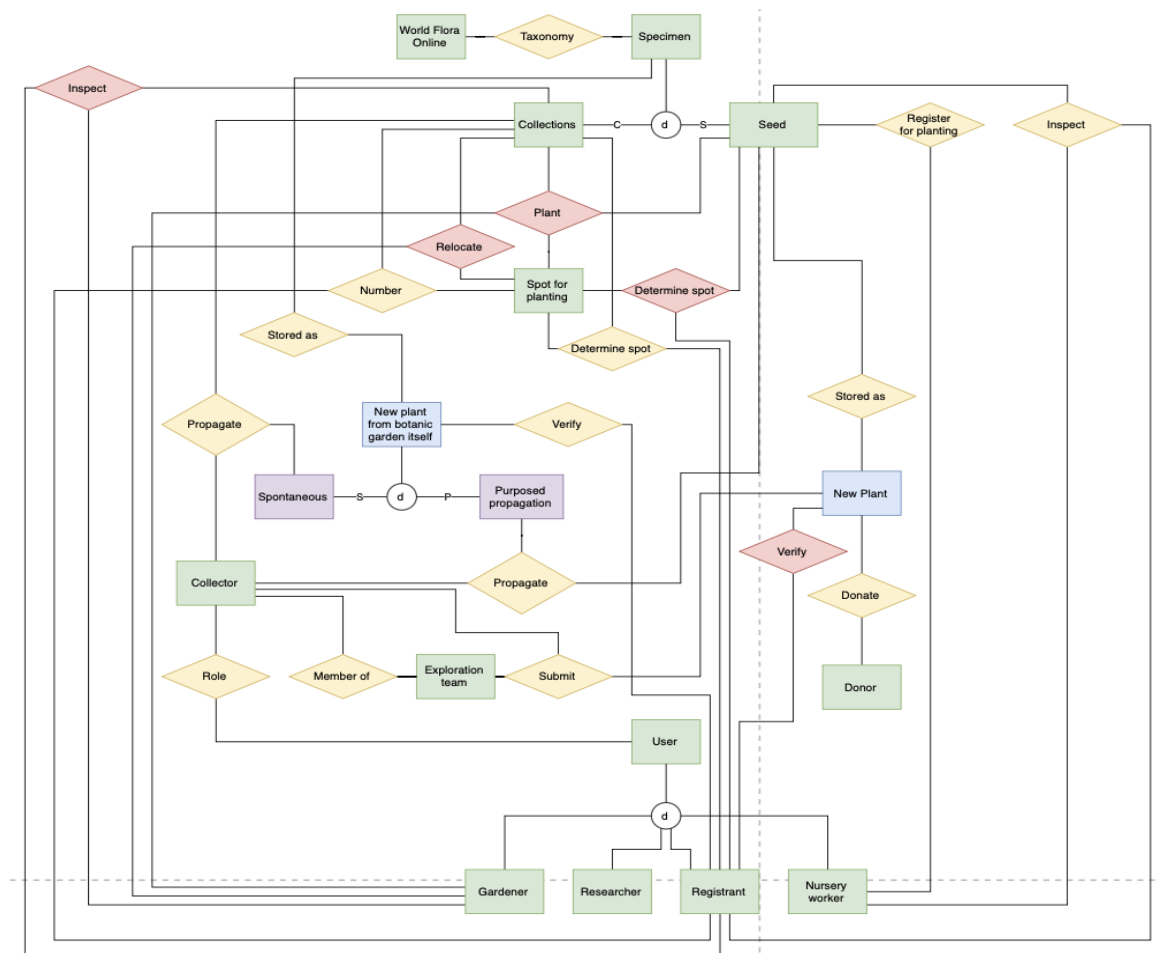 World Flora
Online
Taxonomy
Specimen
Inspect
Collections
C
d
S
Seed
Register
for planting
Inspect
Plant
Relocate
Number
Spot for
planting
Determine spot
Stored as
Determine spot
Stored as
Propagate
New plant
from botanic
garden itself
Verify
Spontaneous
S
d
P
Purposed
propagation
New Plant
Verify
Collector
Propagate
Donate
Role
Member of
Exploration
team
Submit
Donor
User
d
Gardener
Researcher
Registrant
Nursery
worker